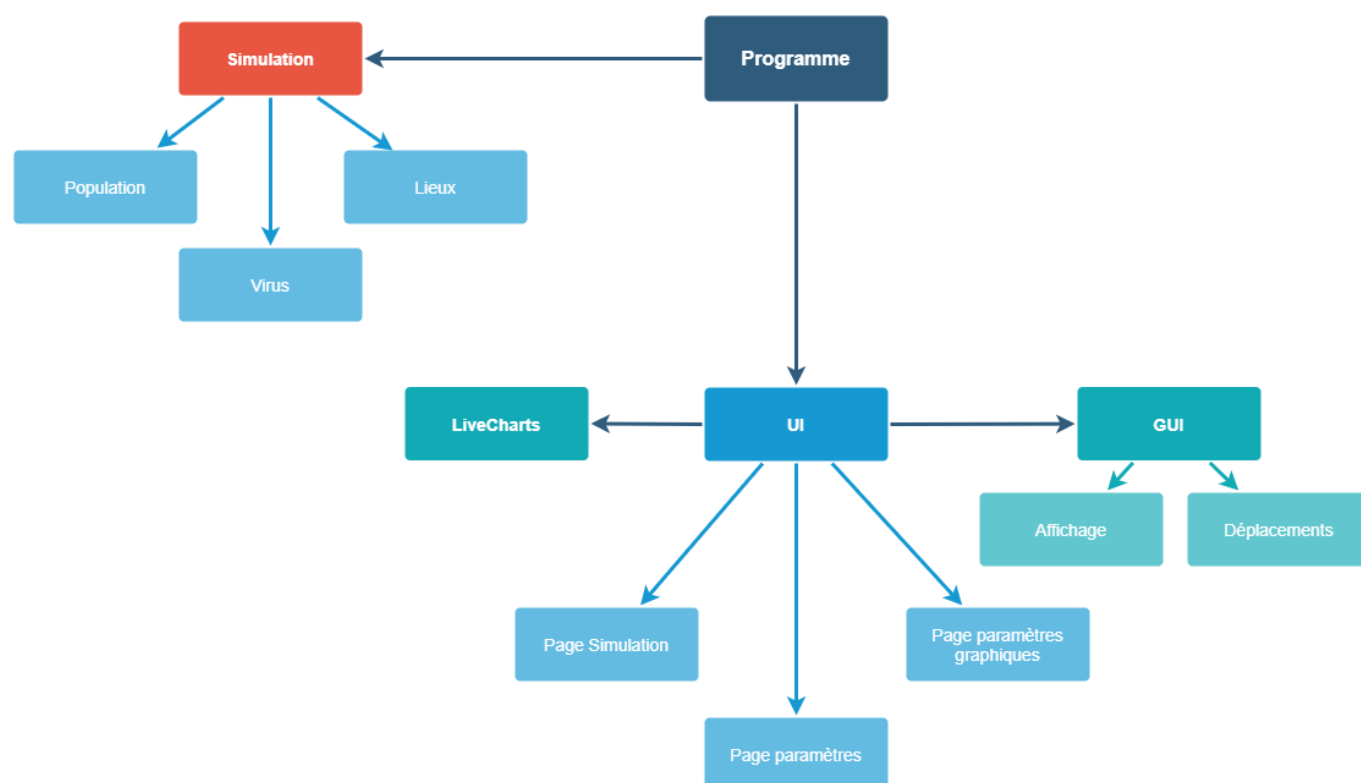 Simulation
Programme
Population
Lieux
Virus
LiveCharts
UI
GUI
Affichage
Déplacements
Page Simulation
Page paramètres
graphiques
Page paramètres